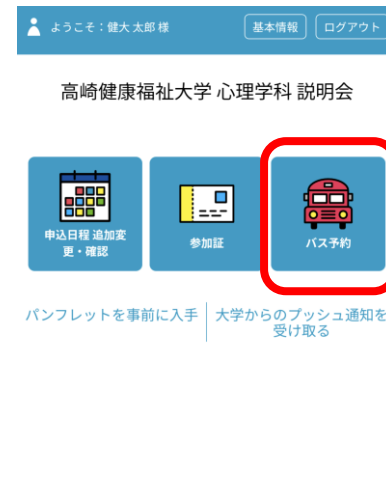 ようこそ：健大 太郎 様
基本情報
ログアウト
高崎健康福祉大学 心理学科 説明会
申込日程 追加変
更・確認
参加証
バス予約
パンフレットを事前に入手
大学からのプッシュ通知を
受け取る